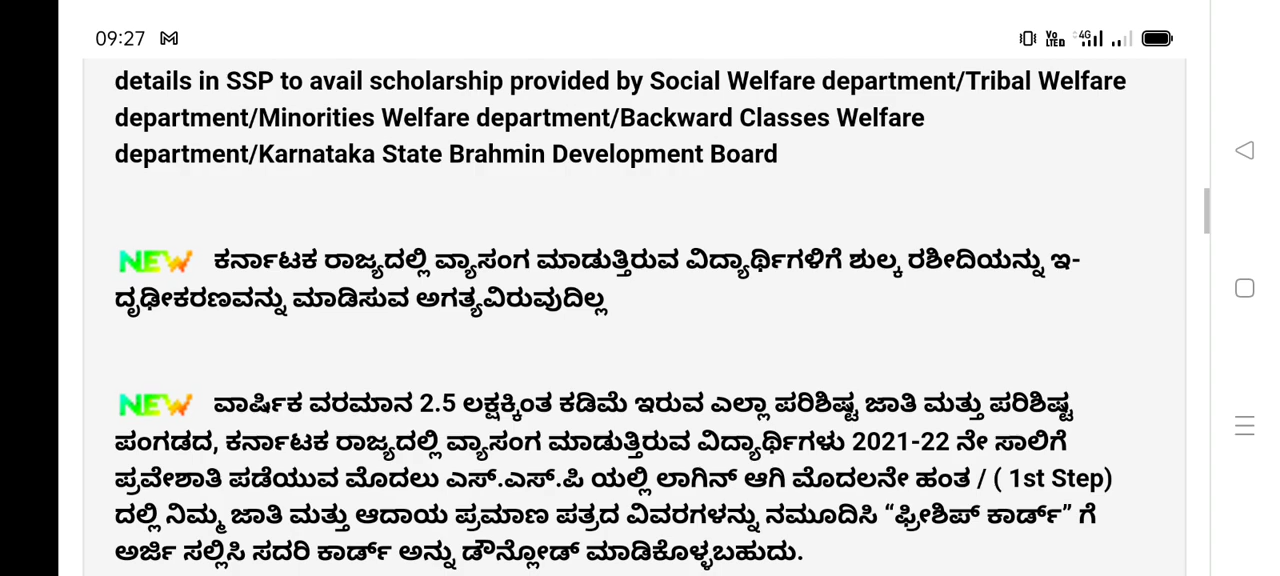 09:27
Vo LTE 4G
details in SSP to avail scholarship provided by Social Welfare department/Tribal Welfare
department/Minorities Welfare department/Backward Classes Welfare
department/Karnataka State Brahmin Development Board
NEW ಕರ್ನಾಟಕ ರಾಜ್ಯದಲ್ಲಿ ವ್ಯಾಸಂಗ ಮಾಡುತ್ತಿರುವ ವಿದ್ಯಾರ್ಥಿಗಳಿಗೆ ಶುಲ್ಕ ರಶೀದಿಯನ್ನು ಇ-
ದೃಢೀಕರಣವನ್ನು ಮಾಡಿಸುವ ಅಗತ್ಯವಿರುವುದಿಲ್ಲ
NEW ವಾರ್ಷಿಕ ವರಮಾನ 2.5 ಲಕ್ಷಕ್ಕಿಂತ ಕಡಿಮೆ ಇರುವ ಎಲ್ಲಾ ಪರಿಶಿಷ್ಟ ಜಾತಿ ಮತ್ತು ಪರಿಶಿಷ್ಟ
ಪಂಗಡದ, ಕರ್ನಾಟಕ ರಾಜ್ಯದಲ್ಲಿ ವ್ಯಾಸಂಗ ಮಾಡುತ್ತಿರುವ ವಿದ್ಯಾರ್ಥಿಗಳು 2021-22 ನೇ ಸಾಲಿಗೆ
ಪ್ರವೇಶಾತಿ ಪಡೆಯುವ ಮೊದಲು ಎಸ್.ಎಸ್.ಪಿ ಯಲ್ಲಿ ಲಾಗಿನ್ ಆಗಿ ಮೊದಲನೇ ಹಂತ / ( 1st Step)
ದಲ್ಲಿ ನಿಮ್ಮ ಜಾತಿ ಮತ್ತು ಆದಾಯ ಪ್ರಮಾಣ ಪತ್ರದ ವಿವರಗಳನ್ನು ನಮೂದಿಸಿ “ಫ್ರೀಶಿಪ್ ಕಾರ್ಡ್” ಗೆ
ಅರ್ಜಿ ಸಲ್ಲಿಸಿ ಸದರಿ ಕಾರ್ಡ್ ಅನ್ನು ಡೌನ್ಲೋಡ್ ಮಾಡಿಕೊಳ್ಳಬಹುದು.